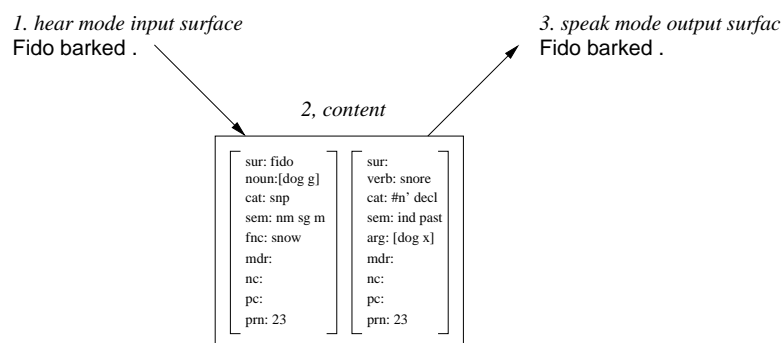 1. hear mode input surface
Fido barked .
3. speak mode output surfac
Fido barked .
2, content
sur: fido
noun:[dog g]
cat: snp
sem: nm sg m
fnc: snow
mdr:
nc:
pc:
prn: 23
sur:
verb: snore
cat: #n’ decl
sem: ind past
arg: [dog x]
mdr:
nc:
pc:
prn: 23